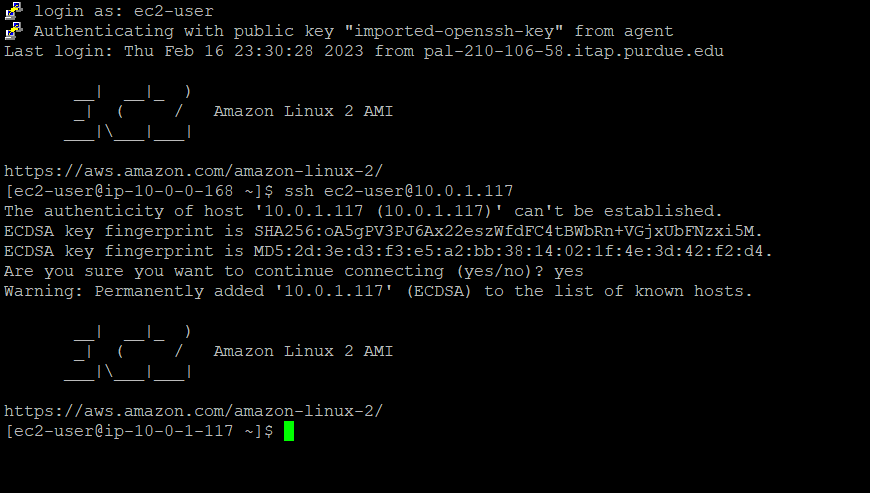 login as: ec2-user
Authenticating with public key "imported-openssh-key" from agent
Last login: Thu Feb 16 23:30:28 2023 from pal-210-106-58.itap.purdue.edu
       __|  __|_  )
       _|  (     /   Amazon Linux 2 AMI
      ___|\___|___|
https://aws.amazon.com/amazon-linux-2/
[ec2-user@ip-10-0-0-168 ~]$ ssh ec2-user@10.0.1.117
The authenticity of host '10.0.1.117 (10.0.1.117)' can't be established.
ECDSA key fingerprint is SHA256:oA5gPV3PJ6Ax22eszWfdFC4tBWbRn+VGjxUbFNzxi5M.
ECDSA key fingerprint is MD5:2d:3e:d3:f3:e5:a2:bb:38:14:02:1f:4e:3d:42:f2:d4.
Are you sure you want to continue connecting (yes/no)? yes
Warning: Permanently added '10.0.1.117' (ECDSA) to the list of known hosts.
       __|  __|_  )
       _|  (     /   Amazon Linux 2 AMI
      ___|\___|___|
https://aws.amazon.com/amazon-linux-2/
[ec2-user@ip-10-0-1-117 ~]$